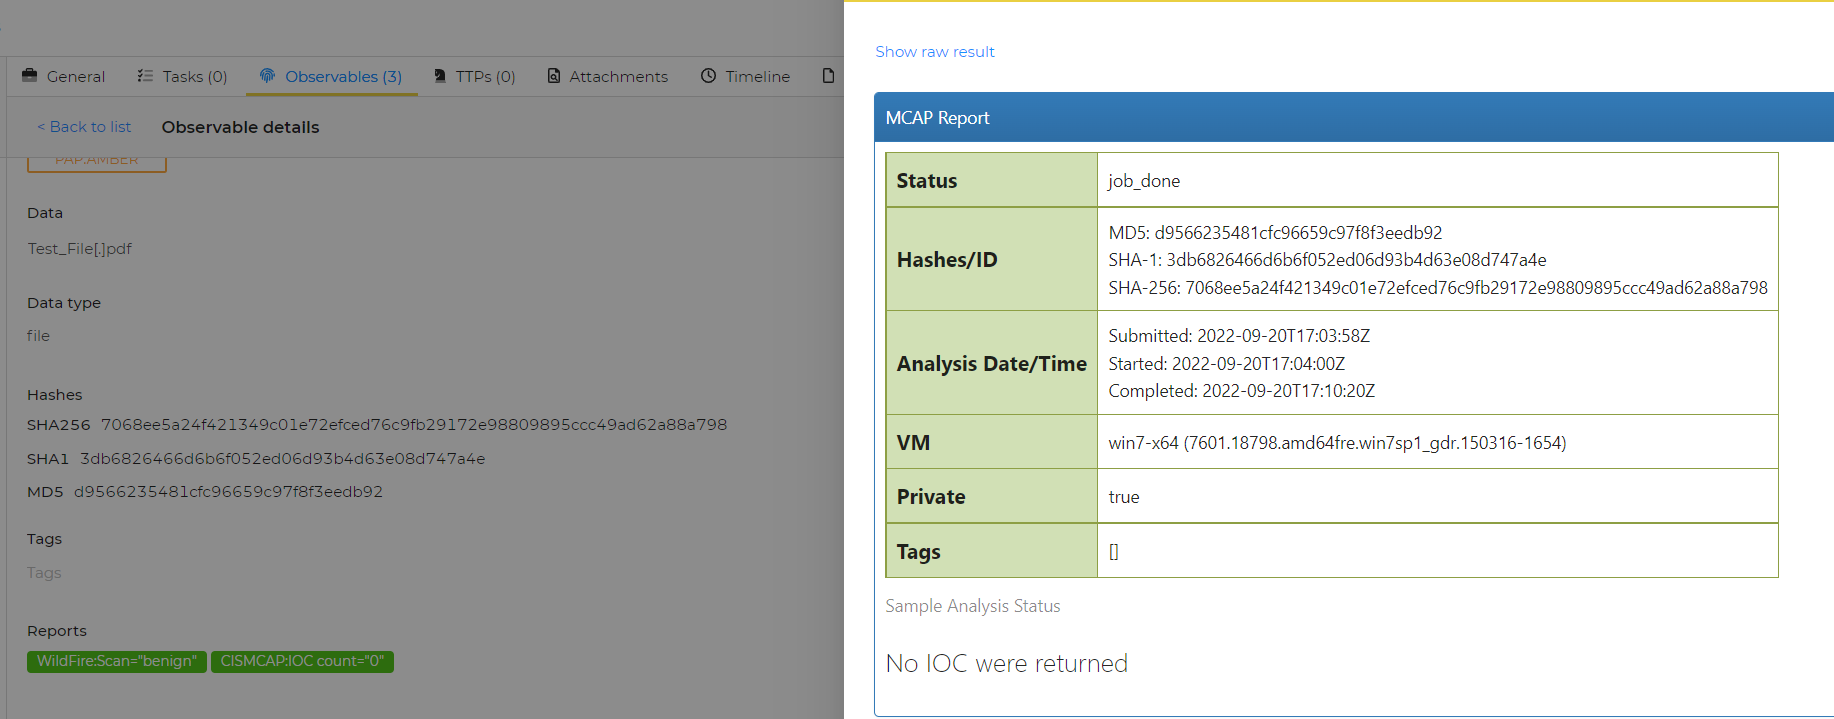 General
Tasks (0)
Observables (3)
TTPs (0)
Attachments
Timeline
< Back to list
Observable details
PAP:AMBER
Data
Test_File[.]pdf
Data type
file
Hashes
SHA256 7068ee5a24f421349c01e72efced76c9fb29172e98809895ccc49ad62a88a798
SHA1 3db6826466d6b6f052ed06d93b4d63e08d747a4e
MD5 d9566235481cfc96659c97f8f3eedb92
Tags
Tags
Reports
WildFire:Scan="benign" CISMCAP:IOC count="0"
Show raw result
MCAP Report
Status
job_done
Hashes/ID
MD5: d9566235481cfc96659c97f8f3eedb92
SHA-1: 3db6826466d6b6f052ed06d93b4d63e08d747a4e
SHA-256: 7068ee5a24f421349c01e72efced76c9fb29172e98809895ccc49ad62a88a798
Analysis Date/Time
Submitted: 2022-09-20T17:03:58Z
Started: 2022-09-20T17:04:00Z
Completed: 2022-09-20T17:10:20Z
VM
win7-x64 (7601.18798.amd64fre.win7sp1_gdr.150316-1654)
Private
true
Tags
[]
Sample Analysis Status
No IOC were returned